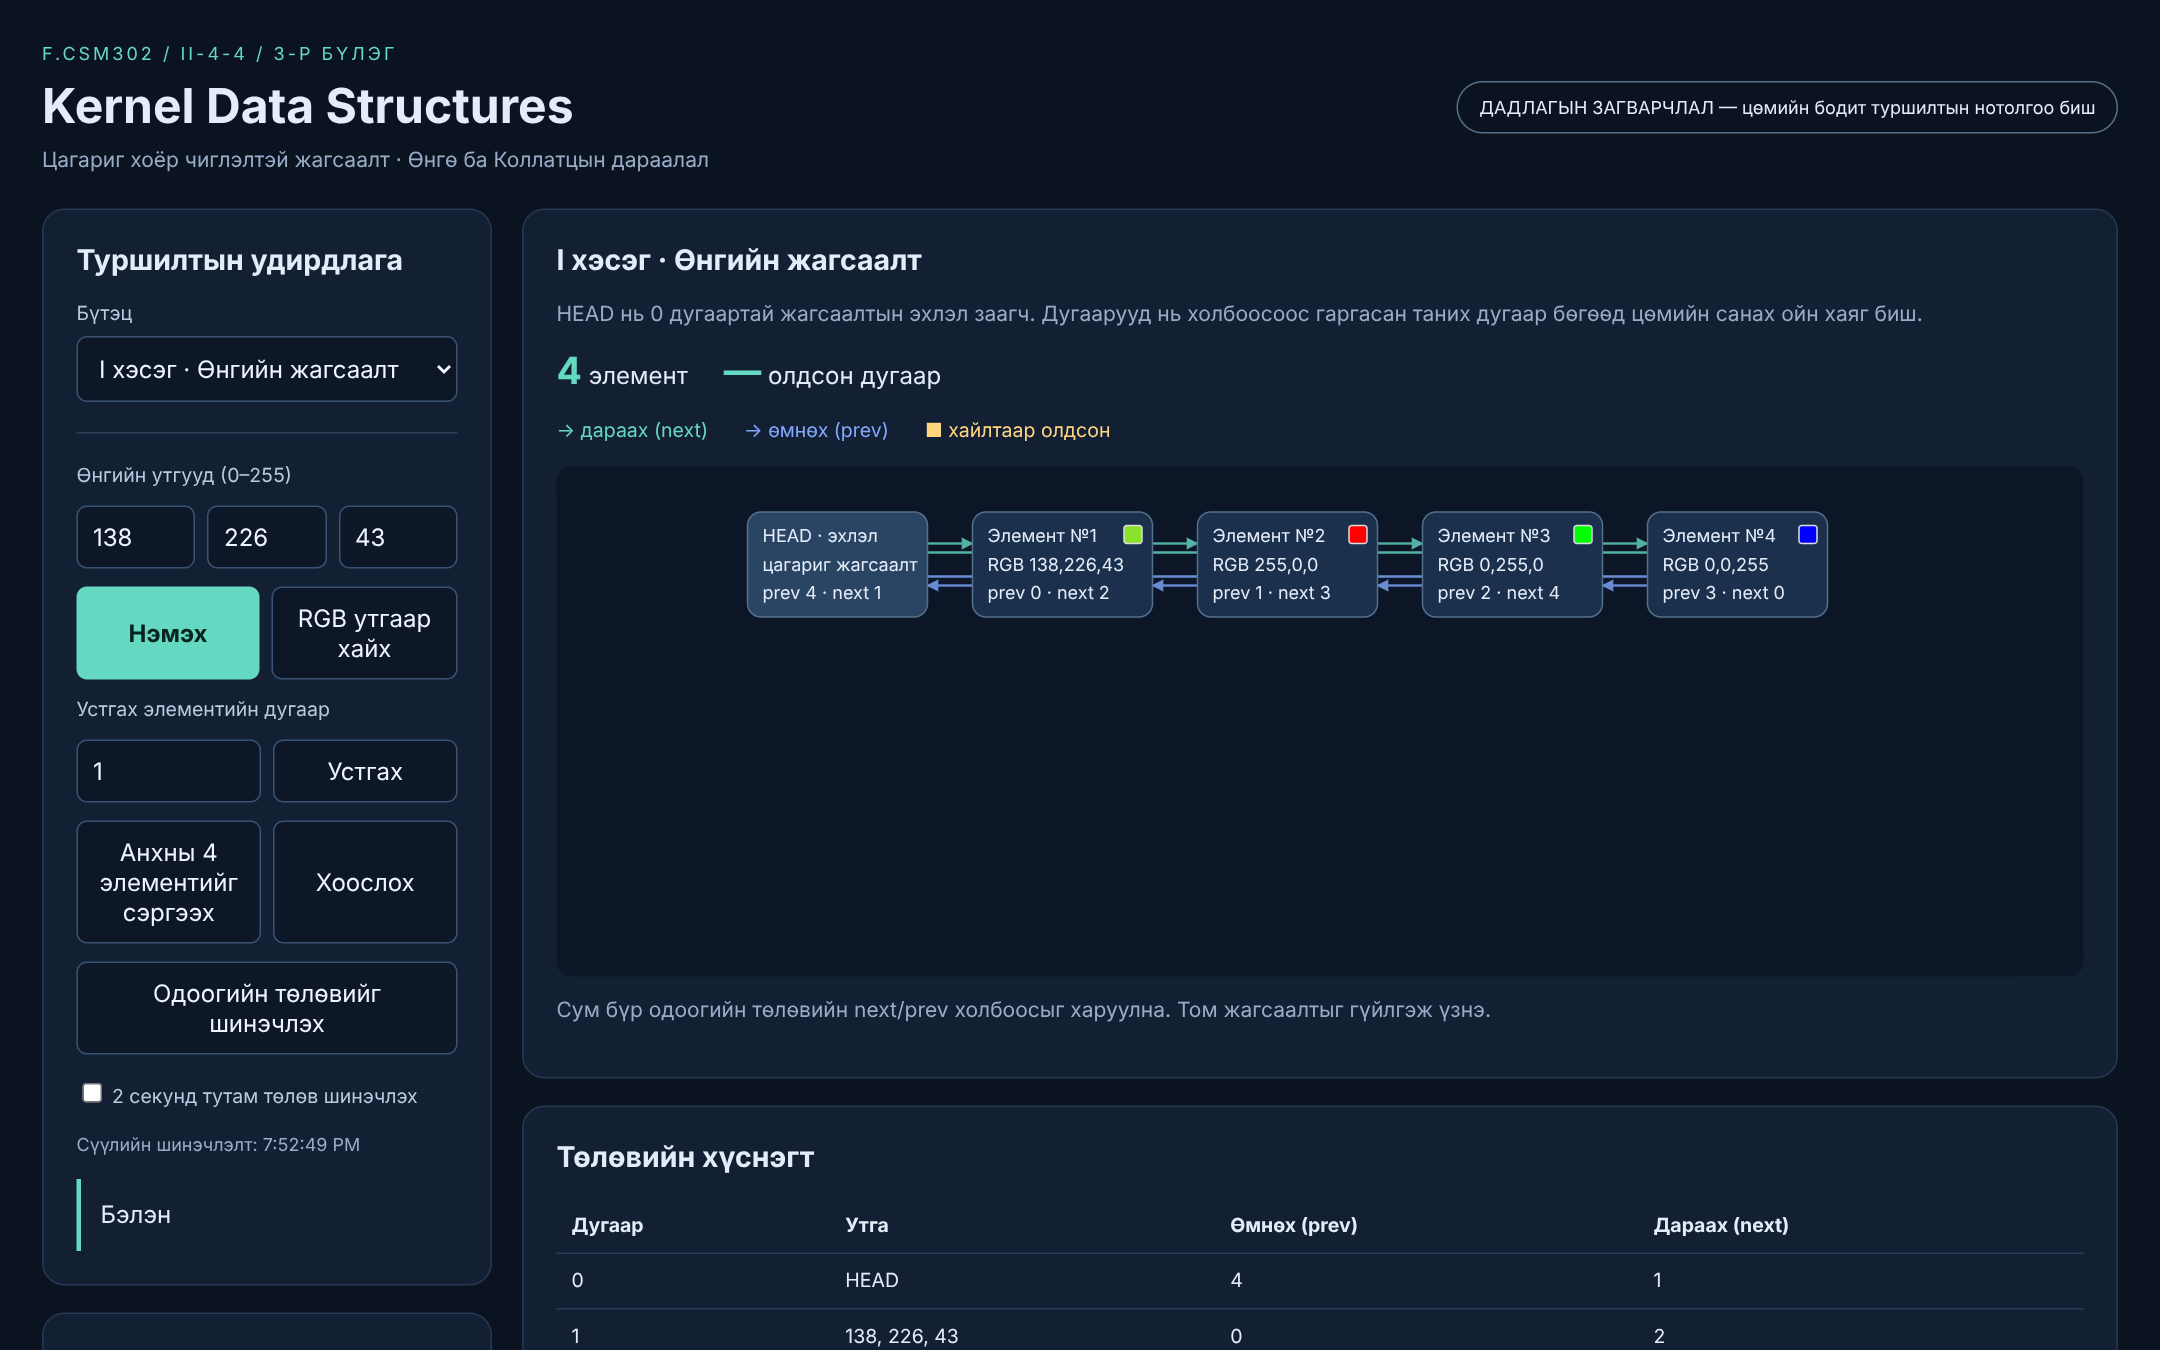 F.CSM302 / II-4-4 / 3-Р БҮЛЭГ
Kernel Data Structures
ДАДЛАГЫН ЗАГВАРЧЛАЛ — цөмийн бодит туршилтын нотолгоо биш
Цагариг хоёр чиглэлтэй жагсаалт · Өнгө ба Коллатцын дараалал
Туршилтын удирдлага
Бүтэц
I хэсэг · Өнгийн жагсаалт
Өнгийн утгууд (0–255)
138
226
43
Нэмэх
RGB утгаар
хайх
Устгах элементийн дугаар
1
Устгах
Анхны 4
элементийг
сэргээх
Хоослох
Одоогийн төлөвийг
шинэчлэх
2 секунд тутам төлөв шинэчлэх
Сүүлийн шинэчлэлт: 7:52:49 PM
Бэлэн
I хэсэг · Өнгийн жагсаалт
HEAD нь 0 дугаартай жагсаалтын эхлэл заагч. Дугаарууд нь холбоосоос гаргасан таних дугаар бөгөөд цөмийн санах ойн хаяг биш.
4 элемент
— олдсон дугаар
→ дараах (next)
→ өмнөх (prev)
■ хайлтаар олдсон
HEAD · эхлэл
цагариг жагсаалт
prev 4 · next 1
Элемент №1
RGB 138,226,43
prev 0 · next 2
Элемент №2
RGB 255,0,0
prev 1 · next 3
Элемент №3
RGB 0,255,0
prev 2 · next 4
Элемент №4
RGB 0,0,255
prev 3 · next 0
Сум бүр одоогийн төлөвийн next/prev холбоосыг харуулна. Том жагсаалтыг гүйлгэж үзнэ.
Төлөвийн хүснэгт
Дугаар Утга Өмнөх (prev) Дараах (next)
0 HEAD 4 1
1 138, 226, 43 0 2